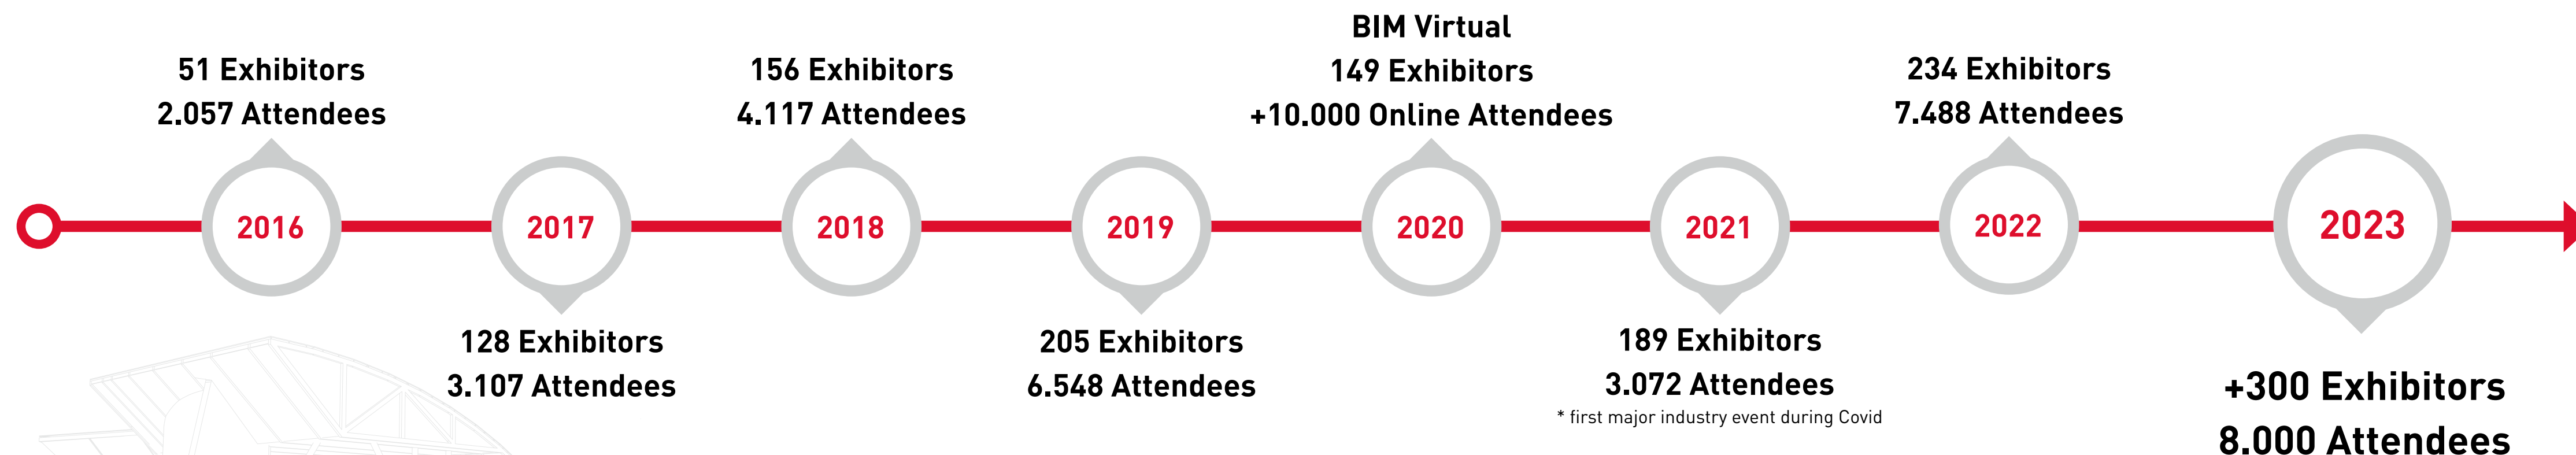 51 Exhibitors
2.057 Attendees
2016
2017
128 Exhibitors
3.107 Attendees
156 Exhibitors
4.117 Attendees
2018
2019
205 Exhibitors
6.548 Attendees
BIM Virtual
149 Exhibitors
+10.000 Online Attendees
2020
2021
189 Exhibitors
3.072 Attendees
* first major industry event during Covid
234 Exhibitors
7.488 Attendees
2022
2023
+300 Exhibitors
8.000 Attendees